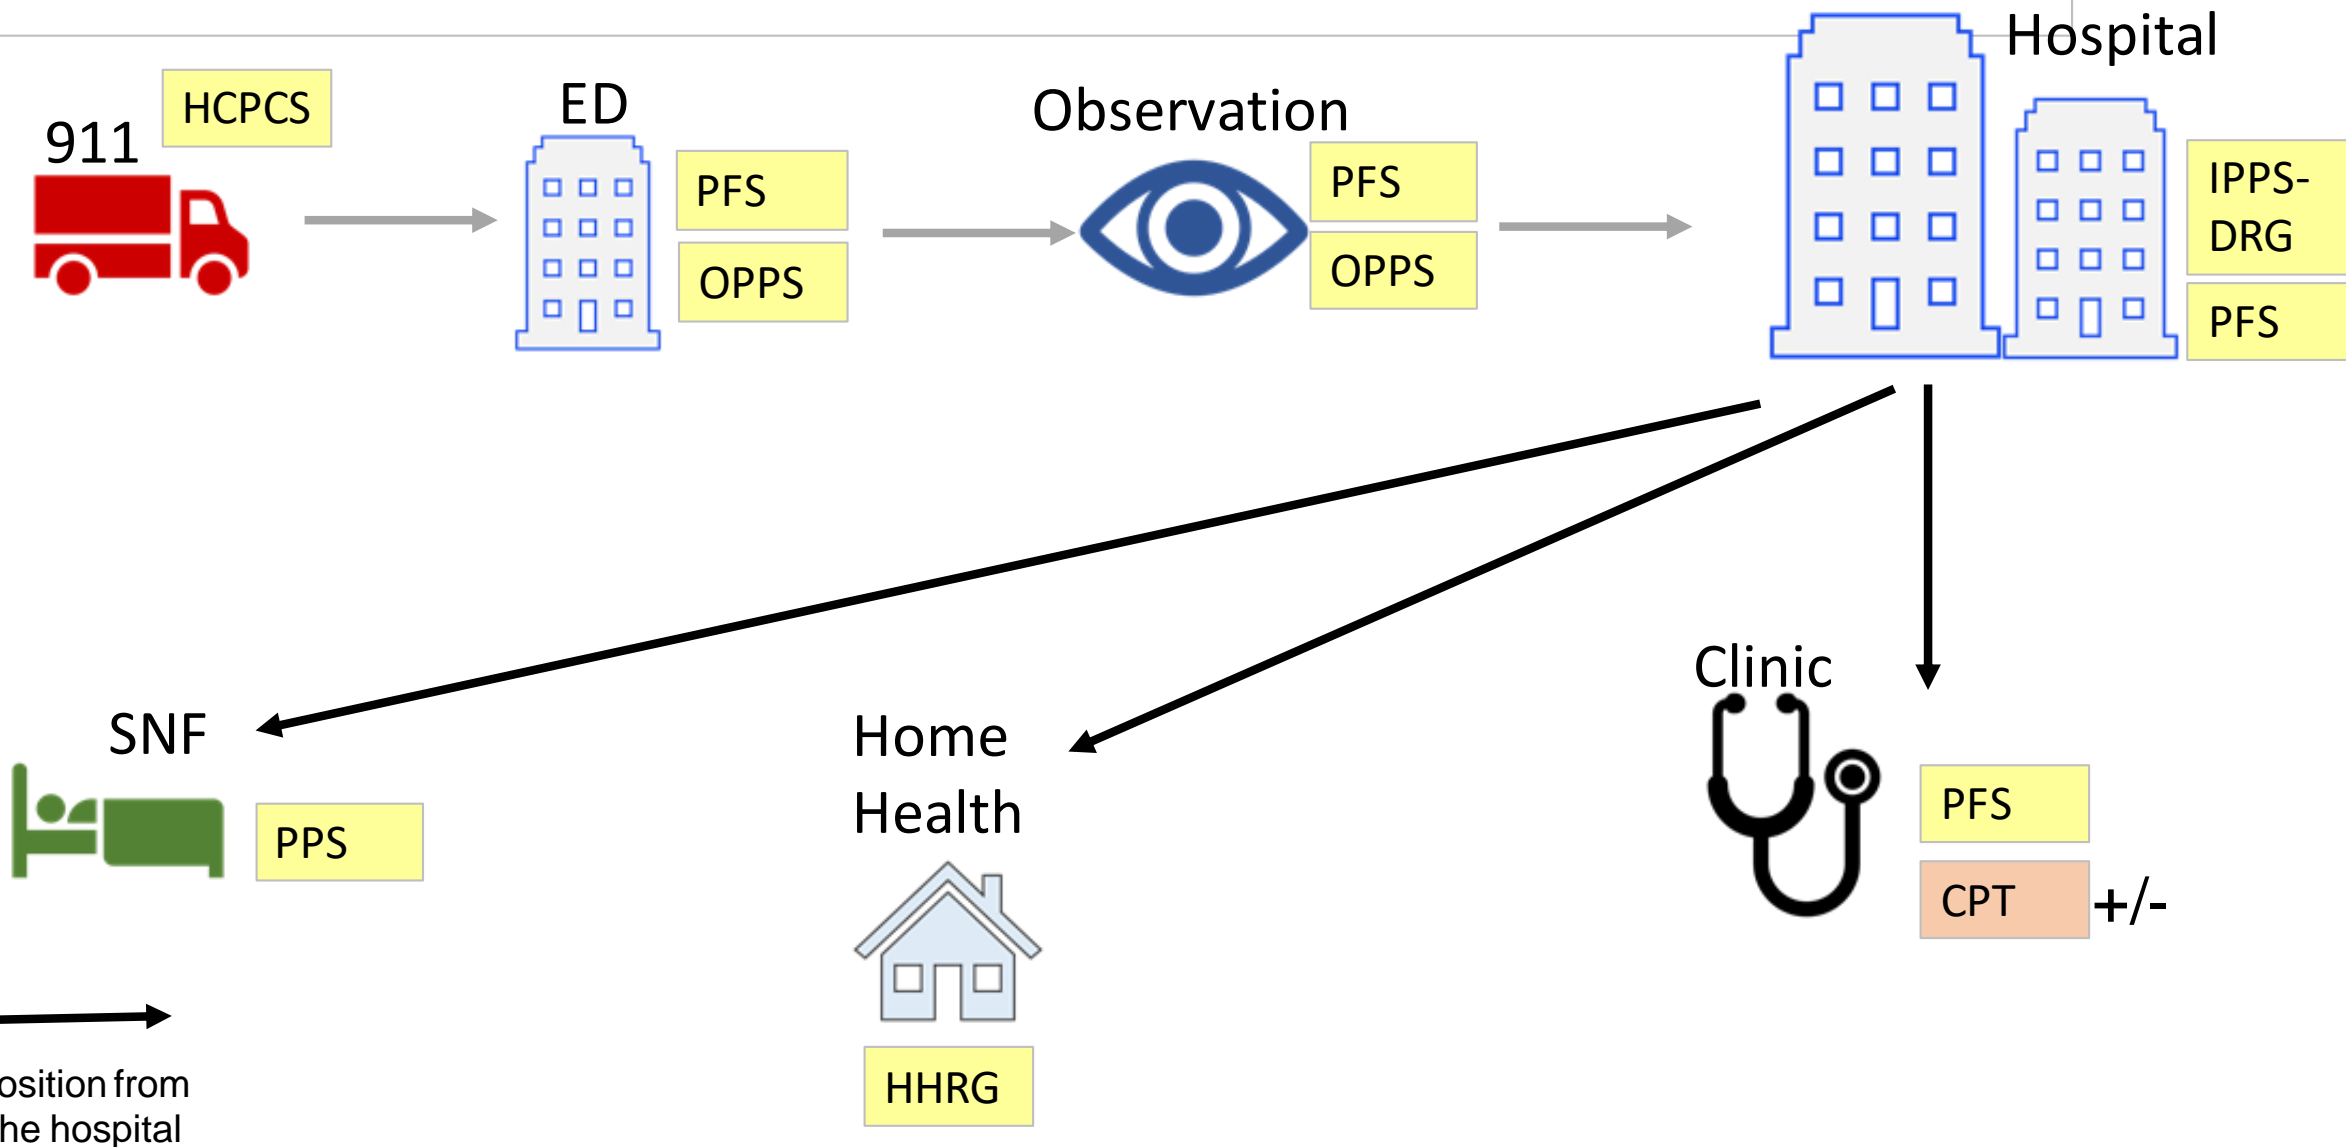 Hospital
HCPCS
ED
Observation
911
PFS
OPPS
PFS
OPPS
IPPS-
DRG
PFS
Clinic
SNF
PPS
Home
Health
PFS
CPT
+/-
HHRG
osition from
he hospital